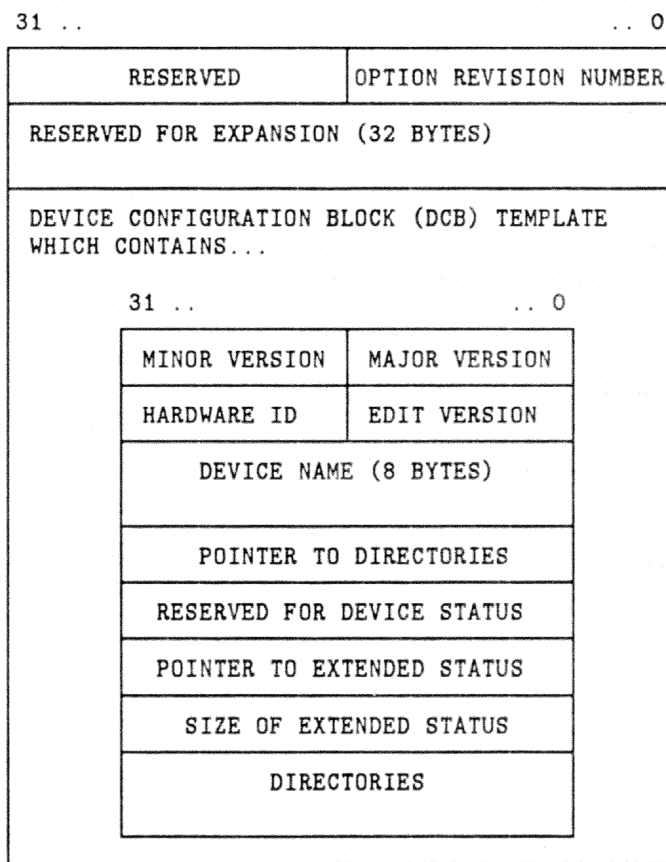 31 .. .. 0
RESERVED OPTION REVISION NUMBER
RESERVED FOR EXPANSION (32 BYTES)
DEVICE CONFIGURATION BLOCK (DCB) TEMPLATE
WHICH CONTAINS...
31 .. .. 0
MINOR VERSION MAJOR VERSION
HARDWARE ID EDIT VERSION
DEVICE NAME (8 BYTES)
POINTER TO DIRECTORIES
RESERVED FOR DEVICE STATUS
POINTER TO EXTENDED STATUS
SIZE OF EXTENDED STATUS
DIRECTORIES